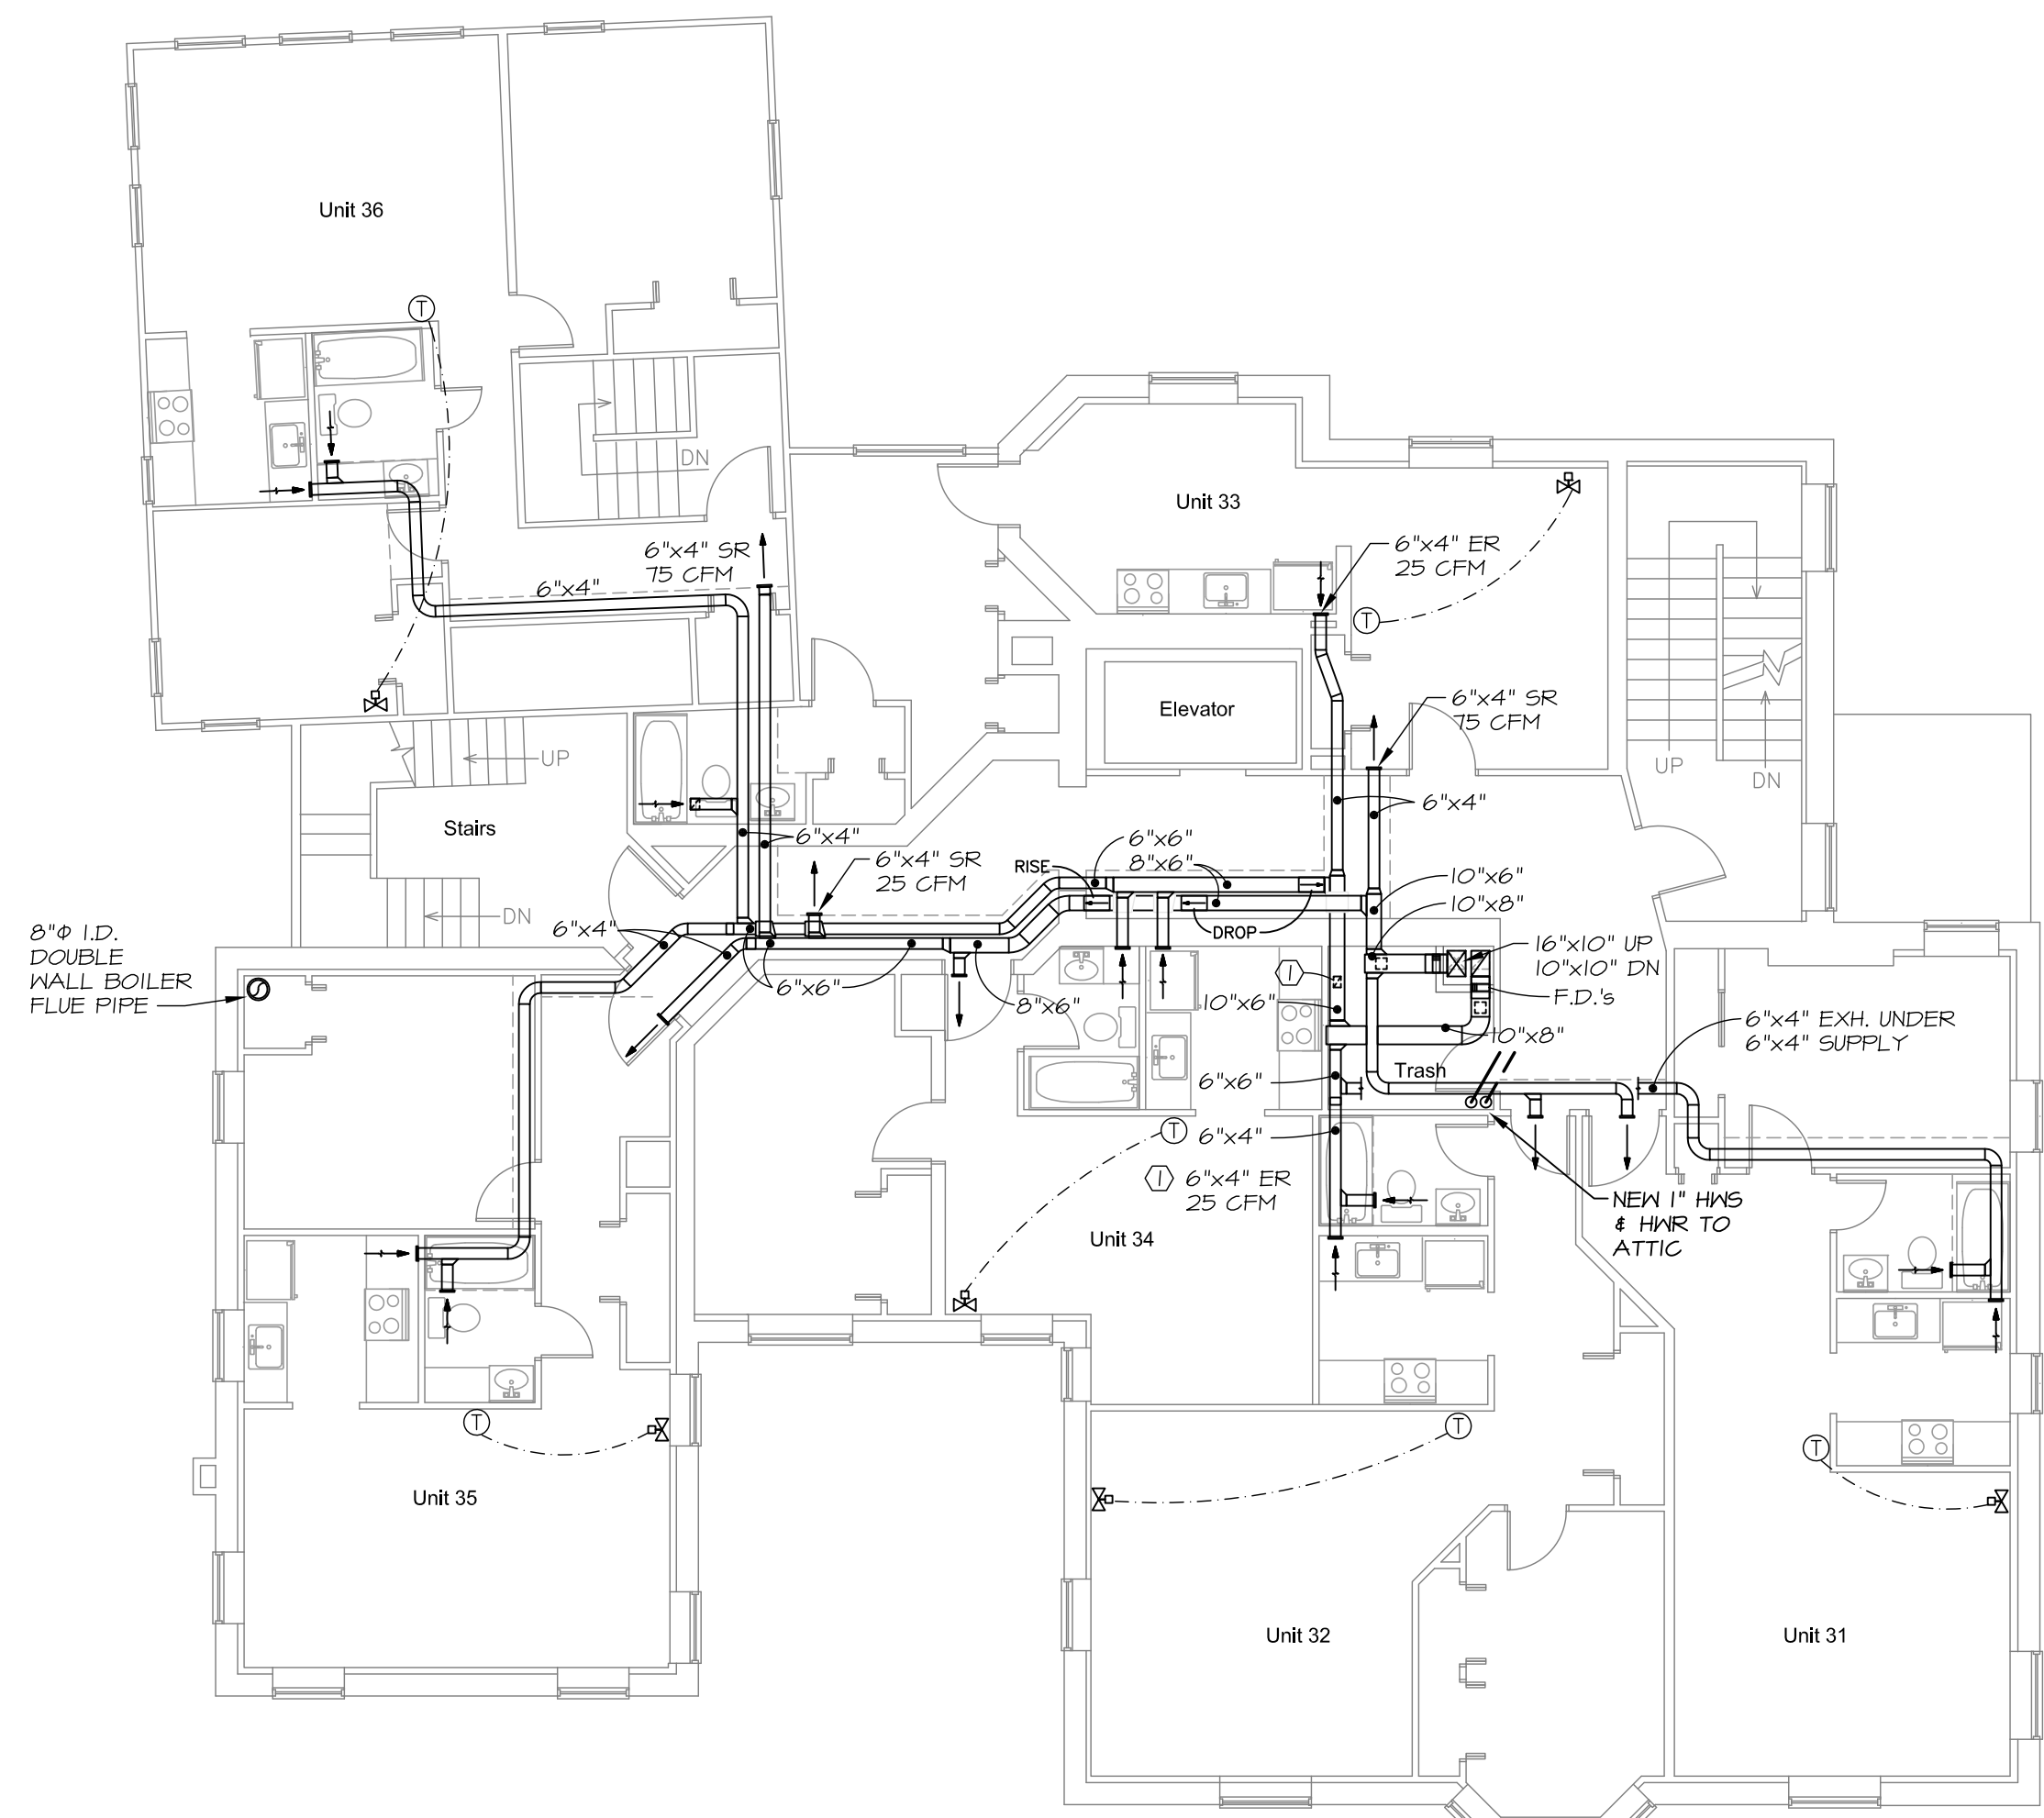 Unit 36
T
DN
6"x4" SR
75 CFM
6"x4"
Unit 33
6"x4" ER
25 CFM
T
Elevator
6"x4" SR
75 CFM
UP
DN
UP
Stairs
6"x4"
6"x4"
6"x6"
8"x6"
RISE
6"x4" SR
25 CFM
10"x6"
10"x8"
DN
DROP
6"x4"
8"Φ I.D.
DOUBLE
WALL BOILER
FLUE PIPE
16"x10" UP
10"x10" DN
F.D.'s
1
6"x6"
8"x6"
10"x6"
10"x8"
6"x4" EXH. UNDER
6"x4" SUPPLY
Trash
6"x6"
T
6"x4"
1
6"x4" ER
25 CFM
NEW 1" HWS
& HWR TO
ATTIC
Unit 34
T
T
T
Unit 35
Unit 32
Unit 31